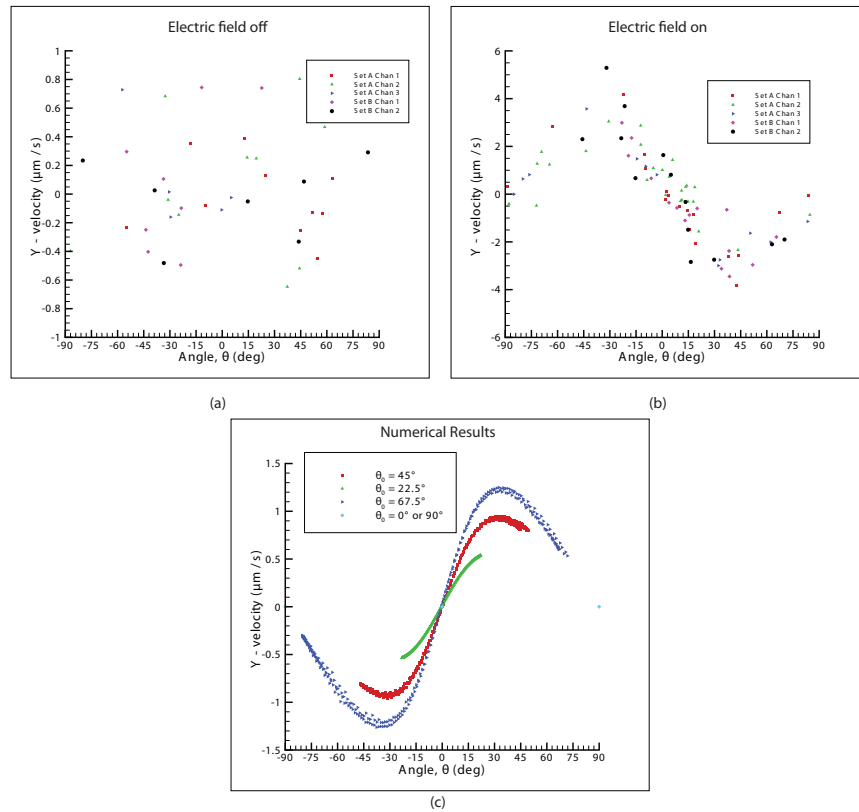 Electric field off
Set A Chan 1
Set A Chan 2
Set A Chan 3
Set B Chan 1
Set B Chan 2
Y - velocity (μm / s)
1
0.8
0.6
0.4
0.2
0
-0.2
-0.4
-0.6
-0.8
-1
-90 -75 -60 -45 -30 -15 0 15 30 45 60 75 90
Angle, θ (deg)
(a)
Electric field on
Set A Chan 1
Set A Chan 2
Set A Chan 3
Set B Chan 1
Set B Chan 2
Y - velocity (μm / s)
6
4
2
0
-2
-4
-6
-90 -75 -60 -45 -30 -15 0 15 30 45 60 75 90
Angle, θ (deg)
(b)
Numerical Results
θ0 = 45°
θ0 = 22.5°
θ0 = 67.5°
θ0 = 0° or 90°
Y - velocity (μm / s)
1.5
1
0.5
0
-0.5
-1
-1.5
-90 -75 -60 -45 -30 -15 0 15 30 45 60 75 90
Angle, θ (deg)
(c)